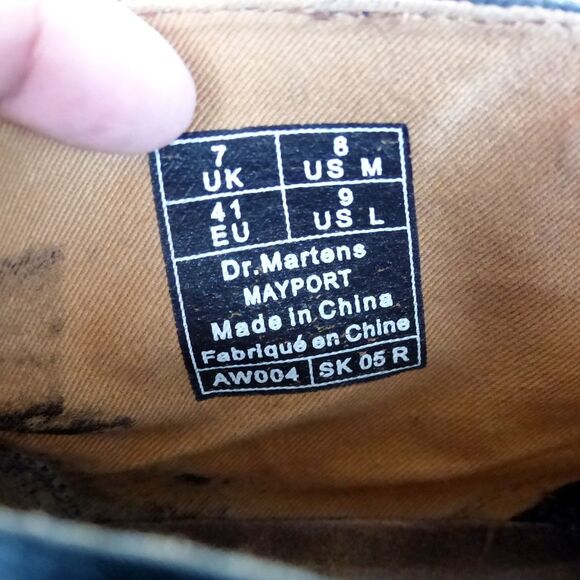 7 UK
8 US M
41 EU
9 US L
Dr.Martens
MAYPORT
Made in China
Fabriqué en Chine
AW004 SK 05 R